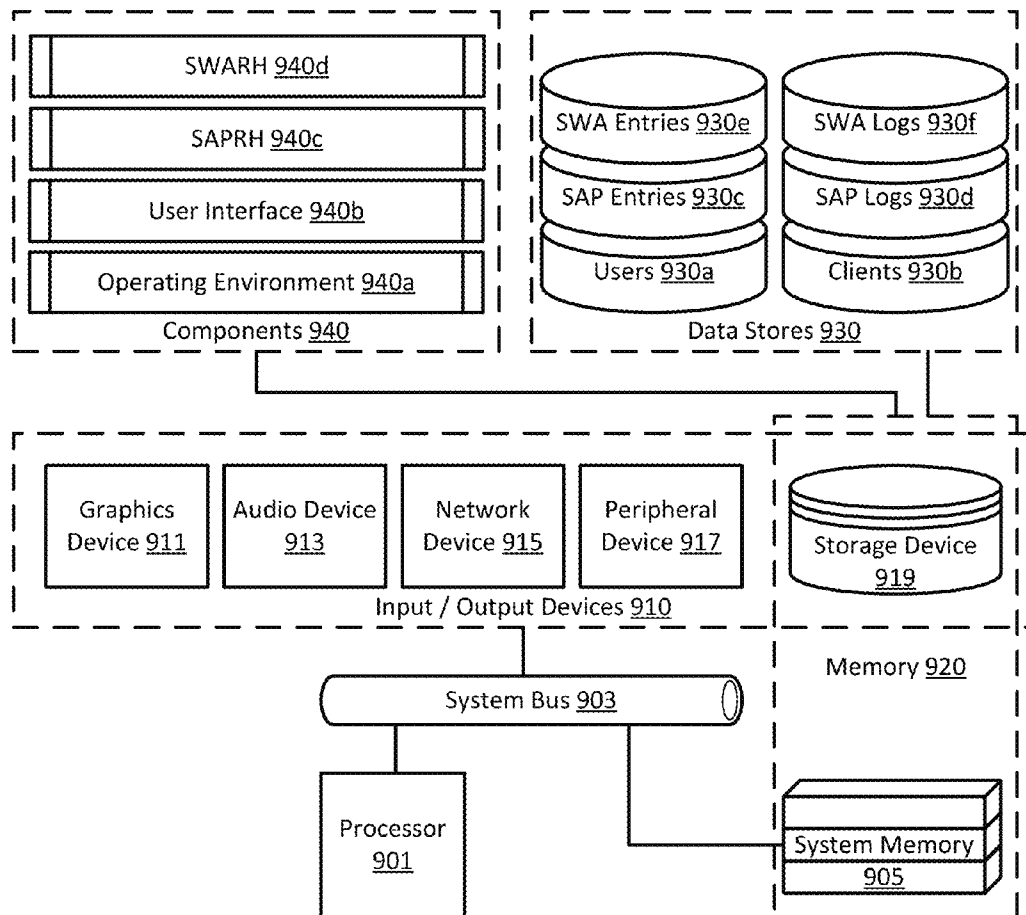 SWARH 940d
SAPRH 940c
User Interface 940b
Operating Environment 940a
Components 940
SWA Entries 930e
SWA Logs 930f
SAP Entries 930c
SAP Logs 930d
Users 930a
Clients 930b
Data Stores 930
Graphics
Device 911
Audio Device
913
Network
Device 915
Peripheral
Device 917
Storage Device
919
Input / Output Devices 910
Memory 920
System Bus 903
Processor
901
System Memory
905